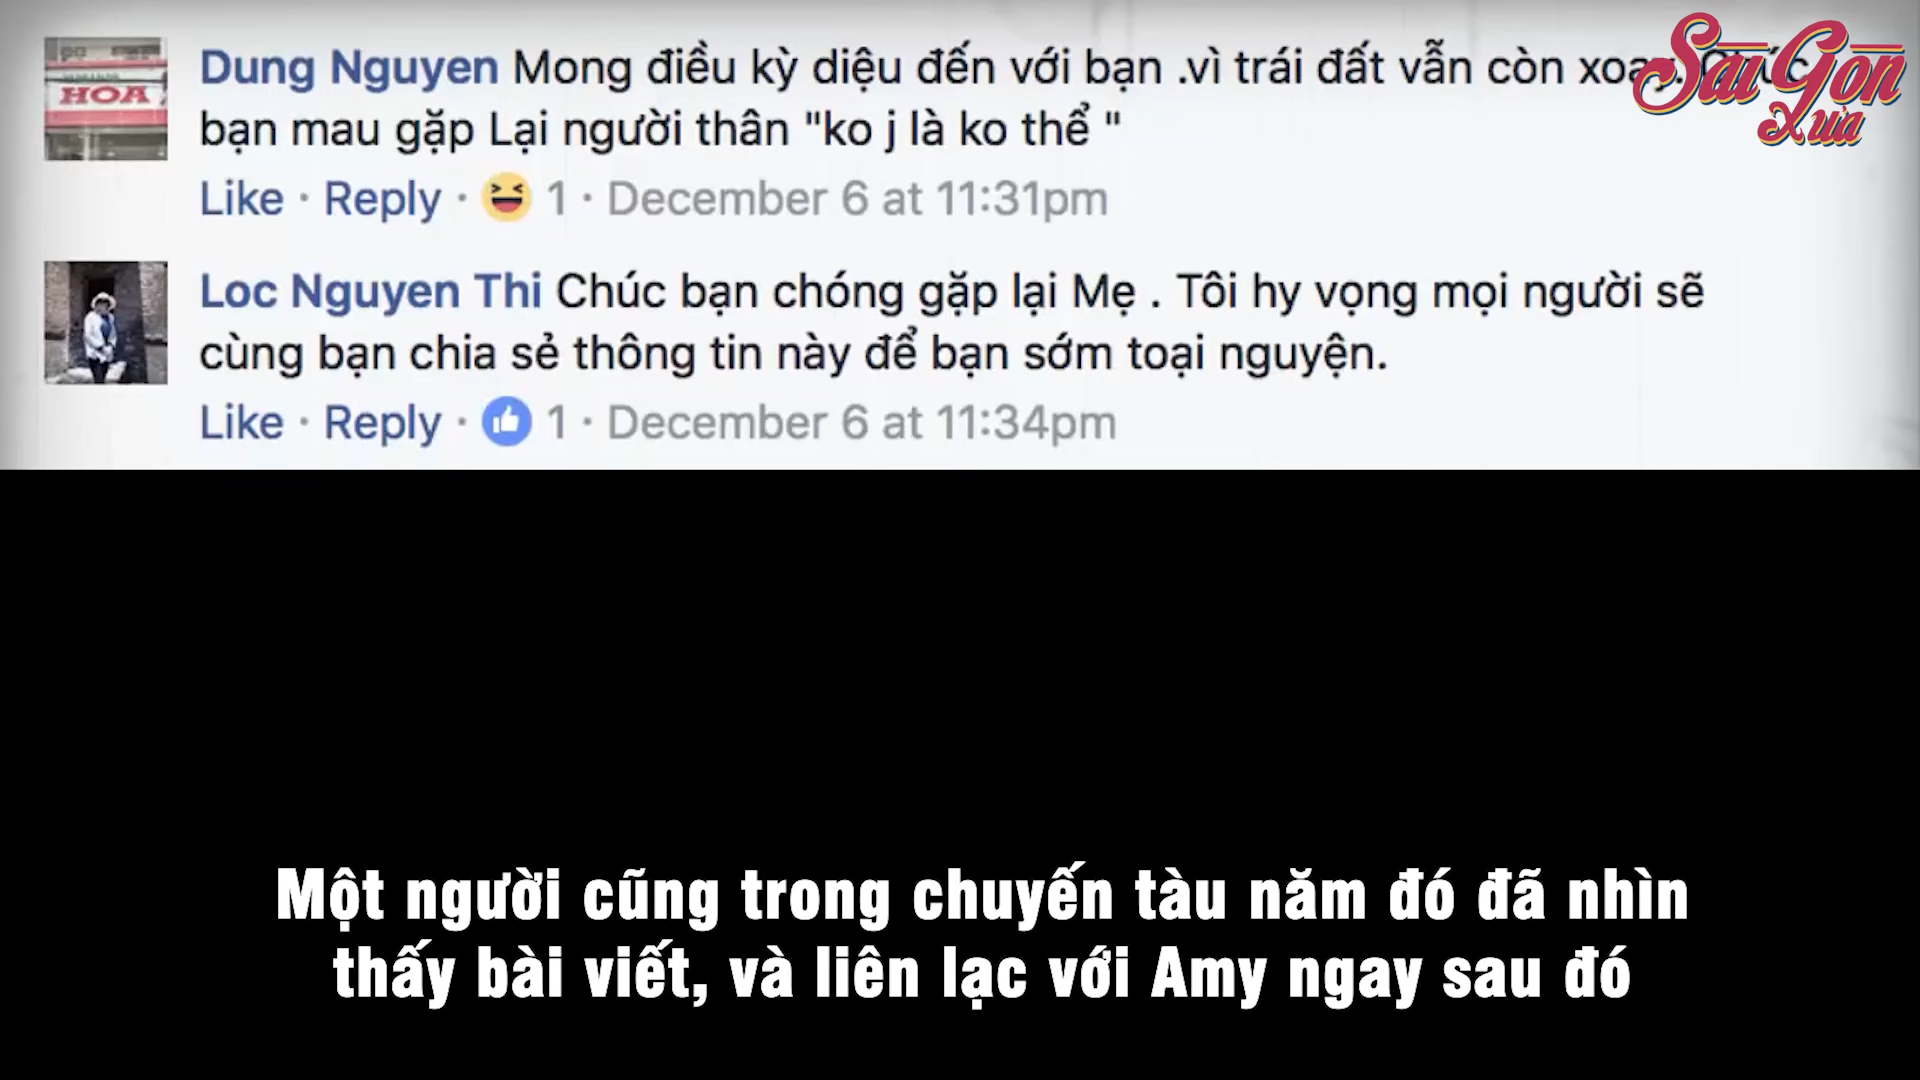 Dung Nguyen Mong điều kỳ diệu đến với bạn .vì trái đất vẫn còn xoay. Chúc
bạn mau gặp Lại người thân "ko j là ko thể "
Like · Reply · 1 · December 6 at 11:31pm
Loc Nguyen Thi Chúc bạn chóng gặp lại Mẹ . Tôi hy vọng mọi người sẽ
cùng bạn chia sẻ thông tin này để bạn sớm toại nguyện.
Like · Reply · 1 · December 6 at 11:34pm
HOA
Sài Gòn
Xưa
Một người cũng trong chuyến tàu năm đó đã nhìn
thấy bài viết, và liên lạc với Amy ngay sau đó